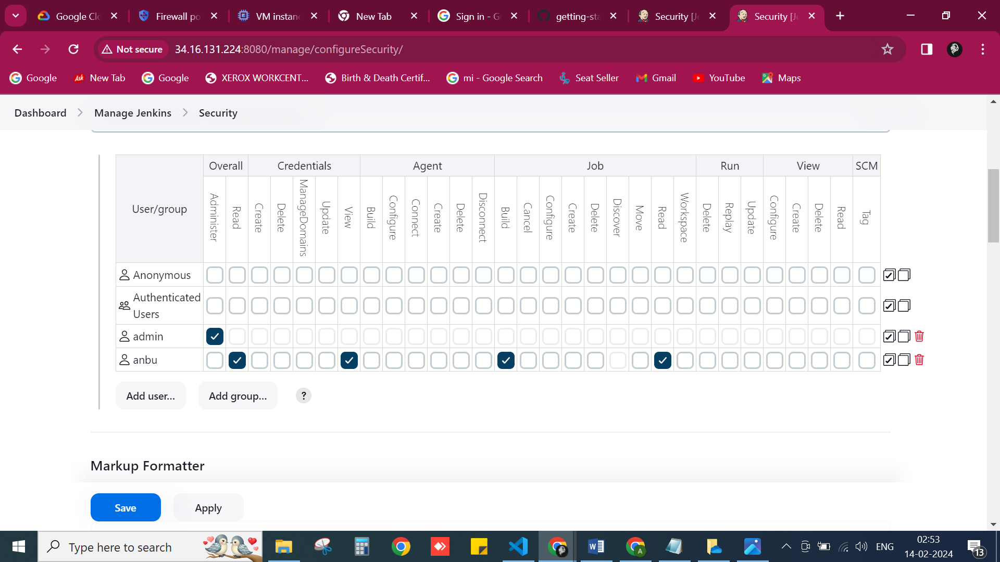 Google Clo
Firewall po
VM instanc
New Tab
Sign in - G
getting-sta
Security [Je
Security [Je
Not secure
34.16.131.224:8080/manage/configureSecurity/
Google
Ask
New Tab
Google
XEROX WORKCENT...
Birth & Death Certif...
mi - Google Search
Seat Seller
Gmail
YouTube
Maps
Dashboard
Manage Jenkins
Security
User/group
Overall
Credentials
Agent
Job
Run
View
SCM
Administer
Read
Create
Delete
ManageDomains
Update
View
Build
Configure
Connect
Create
Delete
Disconnect
Build
Cancel
Configure
Create
Delete
Discover
Move
Read
Workspace
Delete
Replay
Update
Configure
Create
Delete
Read
Tag
Anonymous
Authenticated
Users
admin
anbu
Add user...
Add group...
?
Markup Formatter
Save
Apply
Type here to search
A
ENG
02:53
14-02-2024
13